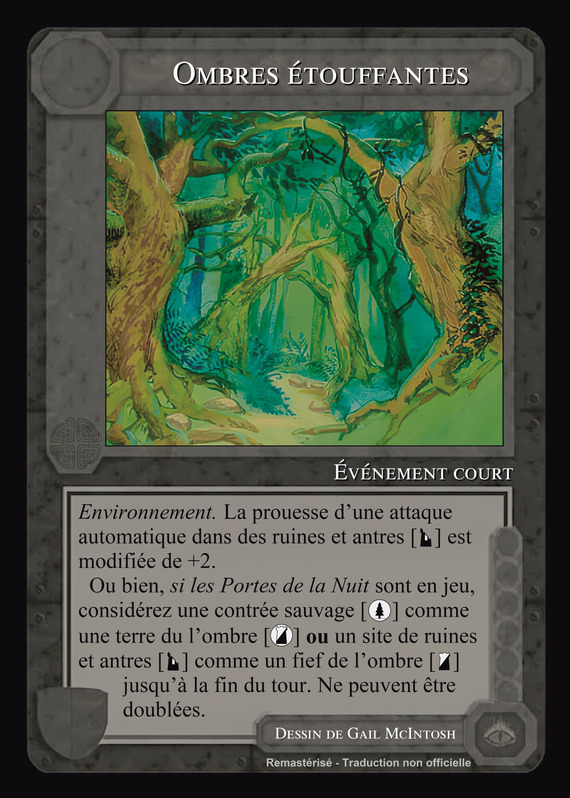 Ombres étouffantes
Événement court
Environnement. La prouesse d'une attaque
automatique dans des ruines et antres [] est
modifiée de +2.
Ou bien, si les Portes de la Nuit sont en jeu,
considérez une contrée sauvage [] comme
une terre du l'ombre [] ou un site de ruines
et antres [] comme un fief de l'ombre []
jusqu'à la fin du tour. Ne peuvent être
doublées.
Dessin de Gail McIntosh
Remastérisé - Traduction non officielle